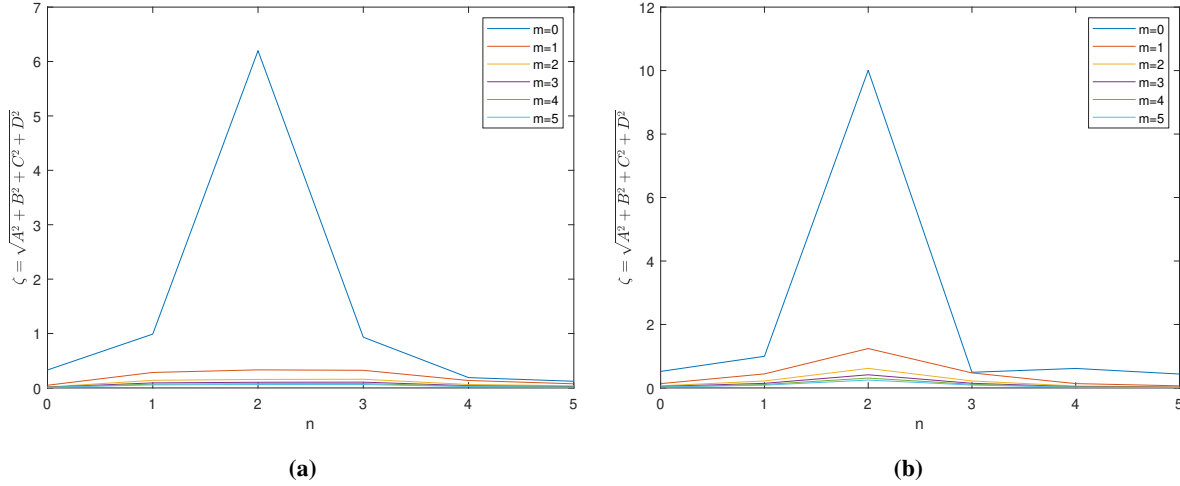 7
6
5
4
3
2
1
0
ζ = √A² + B² + C² + D²
0 1 2 3 4 5
n
m=0
m=1
m=2
m=3
m=4
m=5
(a)
12
10
8
6
4
2
0
ζ = √A² + B² + C² + D²
0 1 2 3 4 5
n
m=0
m=1
m=2
m=3
m=4
m=5
(b)